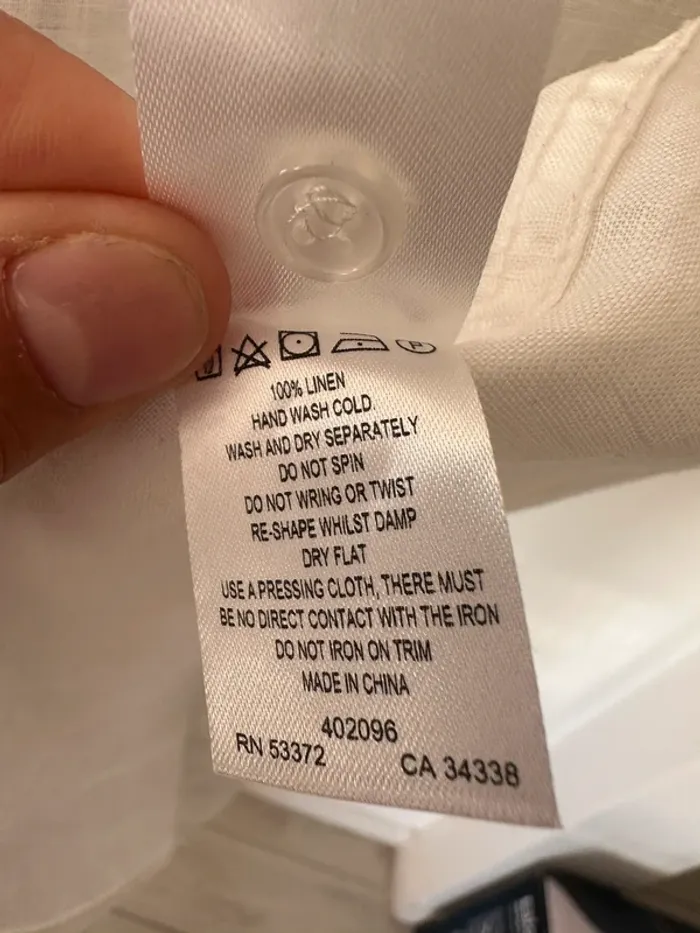 P
100% LINEN
HAND WASH COLD
WASH AND DRY SEPARATELY
DO NOT SPIN
DO NOT WRING OR TWIST
RE-SHAPE WHILST DAMP
DRY FLAT
USE A PRESSING CLOTH, THERE MUST
BE NO DIRECT CONTACT WITH THE IRON
DO NOT IRON ON TRIM
MADE IN CHINA
402096
RN 53372 CA 34338